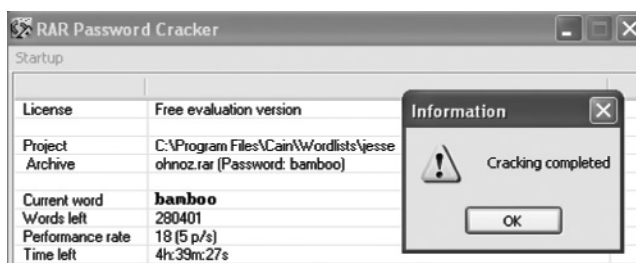 RAR Password Cracker
Startup
License Free evaluation version
Project C:\Program Files\Cain\Wordlists\jesse
Archive ohnoz.rar (Password: bamboo)
Current word bamboo
Words left 280401
Performance rate 18 (5 p/s)
Time left 4h:39m:27s
Information
Cracking completed
OK